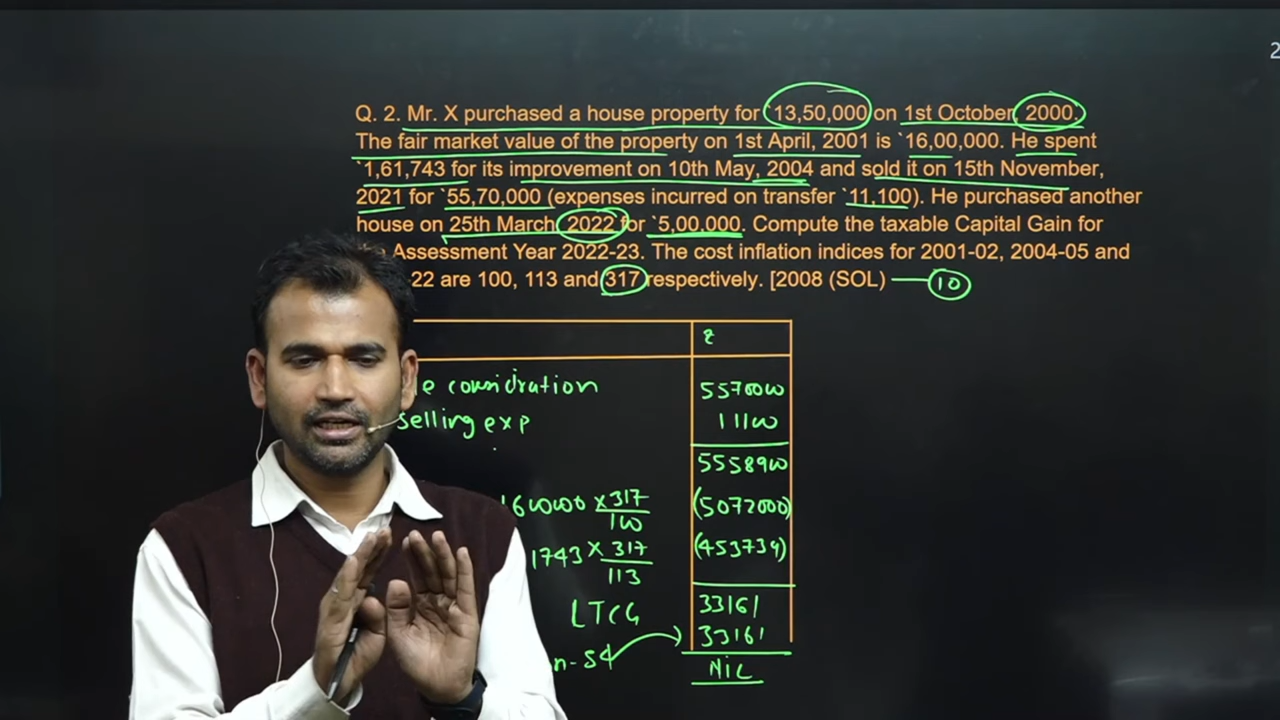 2
Q. 2. Mr. X purchased a house property for `13,50,000 on 1st October, 2000.
The fair market value of the property on 1st April, 2001 is `16,00,000. He spent
`1,61,743 for its improvement on 10th May, 2004 and sold it on 15th November,
2021 for `55,70,000 (expenses incurred on transfer `11,100). He purchased another
house on 25th March, 2022 for `5,00,000. Compute the taxable Capital Gain for
Assessment Year 2022-23. The cost inflation indices for 2001-02, 2004-05 and
-22 are 100, 113 and 317 respectively. [2008 (SOL) — 10
₹
e considration 5570000
selling exp 11100
5558900
1600000 × 317/100 (5072000)
1743 × 317/113 (453739)
LTCG 33161
n-54 33161
NiL